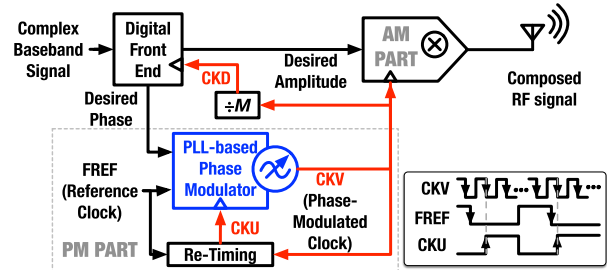 Complex
Baseband
Signal
Digital
Front
End
Desired
Amplitude
AM
PART
Composed
RF signal
CKD
÷M
Desired
Phase
PLL-based
Phase
Modulator
FREF
(Reference
Clock)
CKV
(Phase-
Modulated
Clock)
CKU
PM PART
Re-Timing
CKV
FREF
CKU